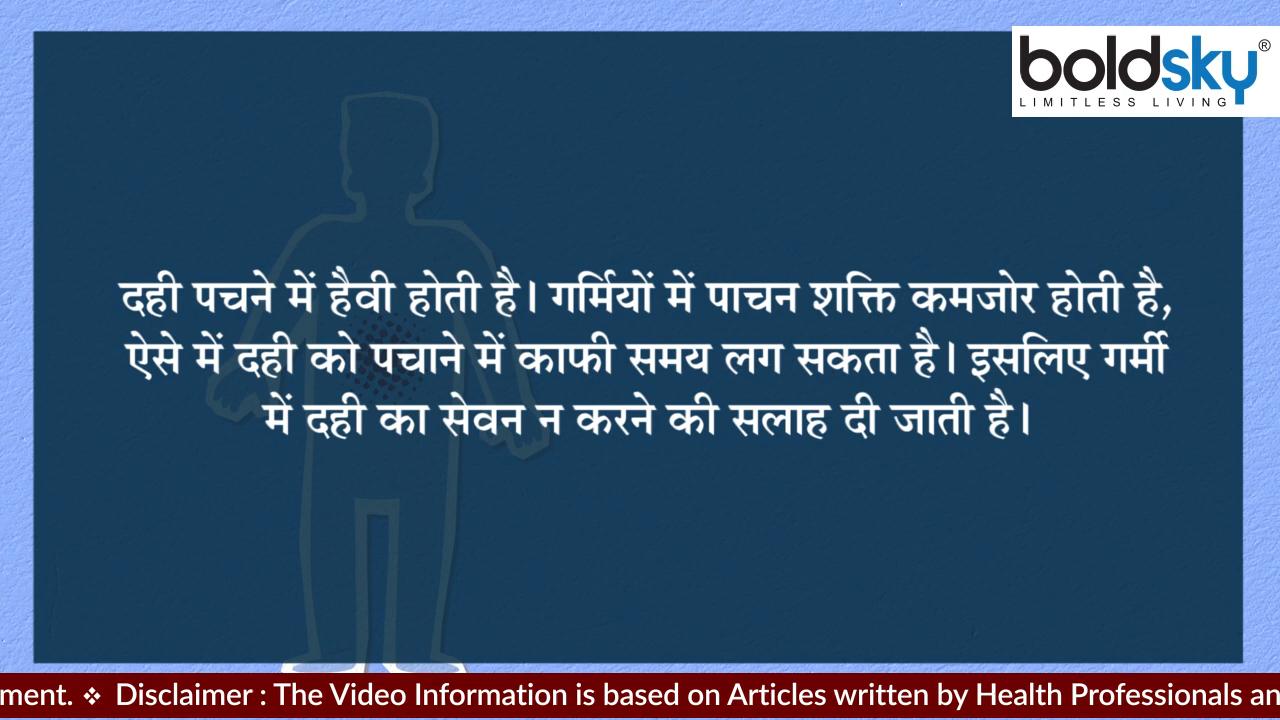 boldsky®
LIMITLESS LIVING
दही पचने में हैवी होती है। गर्मियों में पाचन शक्ति कमजोर होती है,
ऐसे में दही को पचाने में काफी समय लग सकता है। इसलिए गर्मी
में दही का सेवन न करने की सलाह दी जाती है।
ment. ❖ Disclaimer : The Video Information is based on Articles written by Health Professionals an